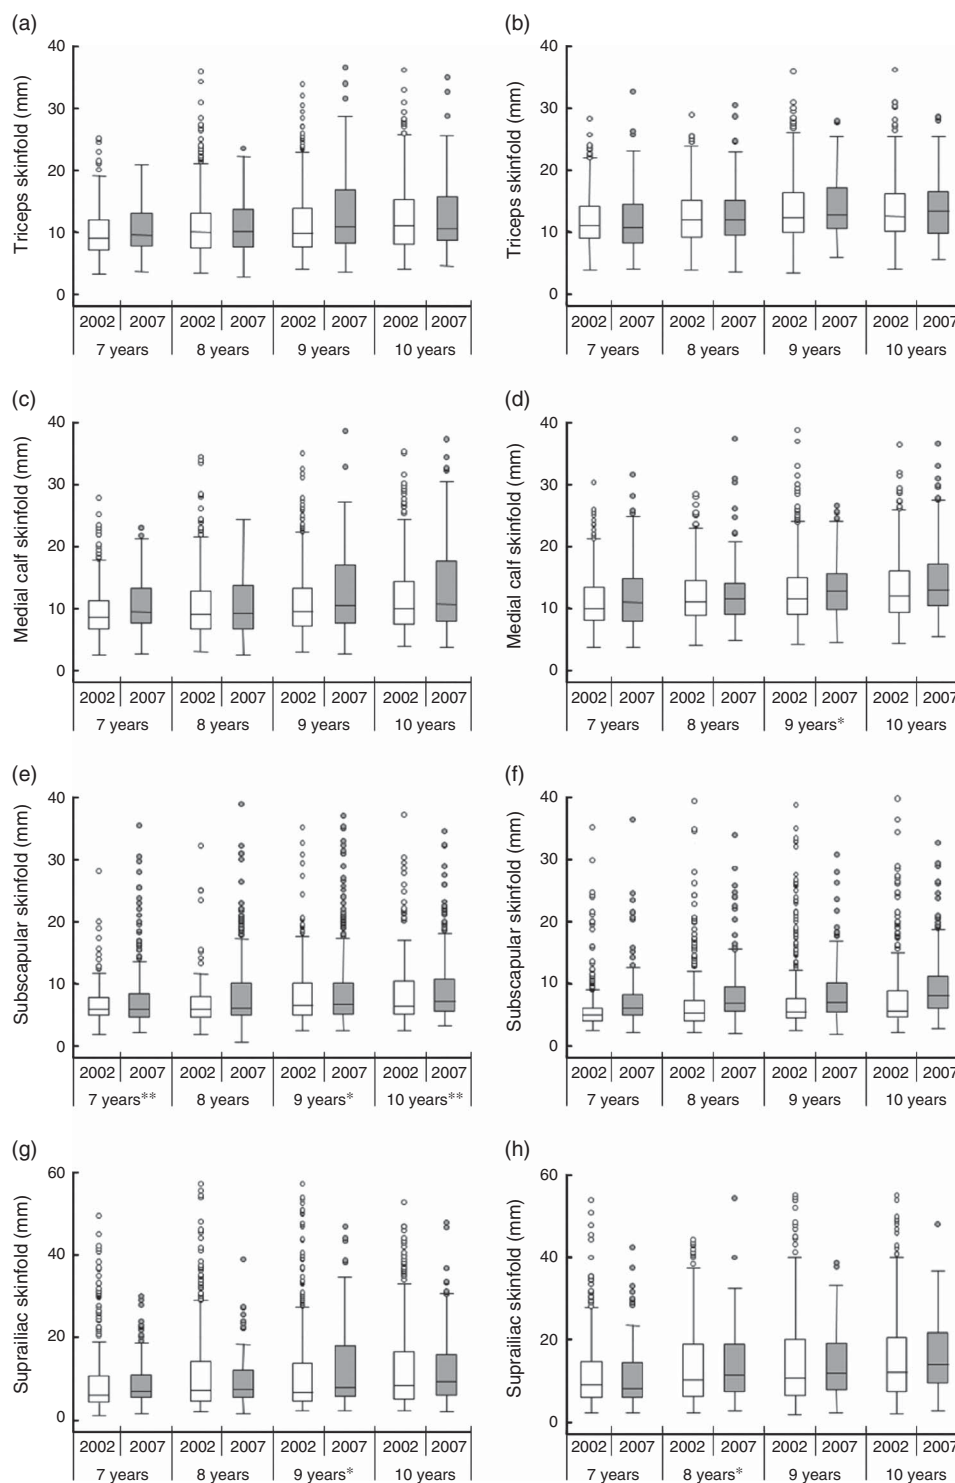 (a)
Triceps skinfold (mm)
40
30
20
10
0
2002 2007 2002 2007 2002 2007 2002 2007
7 years 8 years 9 years 10 years
(b)
Triceps skinfold (mm)
40
30
20
10
0
2002 2007 2002 2007 2002 2007 2002 2007
7 years 8 years 9 years 10 years
(c)
Medial calf skinfold (mm)
40
30
20
10
0
2002 2007 2002 2007 2002 2007 2002 2007
7 years 8 years 9 years 10 years
(d)
Medial calf skinfold (mm)
40
30
20
10
0
2002 2007 2002 2007 2002 2007 2002 2007
7 years 8 years 9 years* 10 years
(e)
Subscapular skinfold (mm)
40
30
20
10
0
2002 2007 2002 2007 2002 2007 2002 2007
7 years** 8 years 9 years* 10 years**
(f)
Subscapular skinfold (mm)
40
30
20
10
0
2002 2007 2002 2007 2002 2007 2002 2007
7 years 8 years 9 years 10 years
(g)
Suprailiac skinfold (mm)
60
40
20
0
2002 2007 2002 2007 2002 2007 2002 2007
7 years 8 years 9 years* 10 years
(h)
Suprailiac skinfold (mm)
60
40
20
0
2002 2007 2002 2007 2002 2007 2002 2007
7 years 8 years* 9 years 10 years